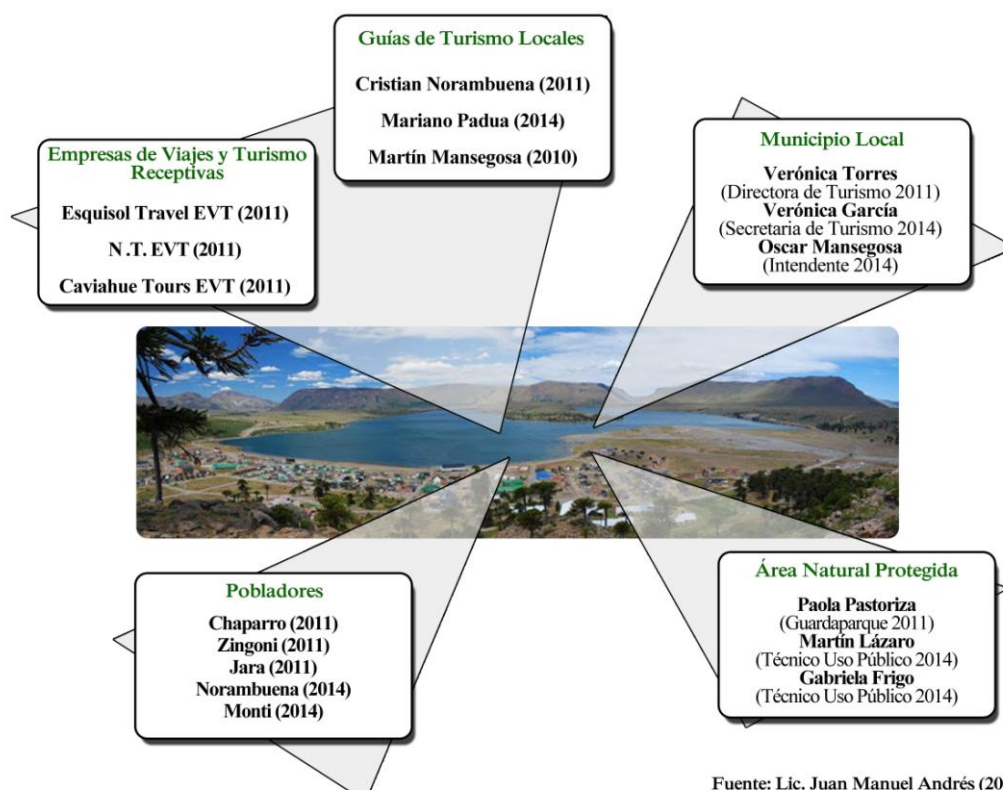 Guías de Turismo Locales
Cristian Norambuena (2011)
Mariano Padua (2014)
Martín Mansegosa (2010)
Empresas de Viajes y Turismo
Receptivas
Esquisol Travel EVT (2011)
N .T. EVT (2011)
Caviahue Tours EVT (2011)
Municipio Local
Verónica Torres
(Directora de Turismo 2011)
Verónica García
(Secretaria de Turismo 2014)
Oscar Mansegosa
(Intendente 2014)
Pobladores
Chaparro (2011)
Zingoni (2011)
Jara (2011)
Norambuena (2014)
Monti (2014)
Área Natural Protegida
Paola Pastoriza
(Guardaparque 2011)
Martín Lázaro
(Técnico Uso Público 2014)
Gabriela Frigo
(Técnico Uso Público 2014)
Fuente: Lic. Juan Manuel Andrés (20